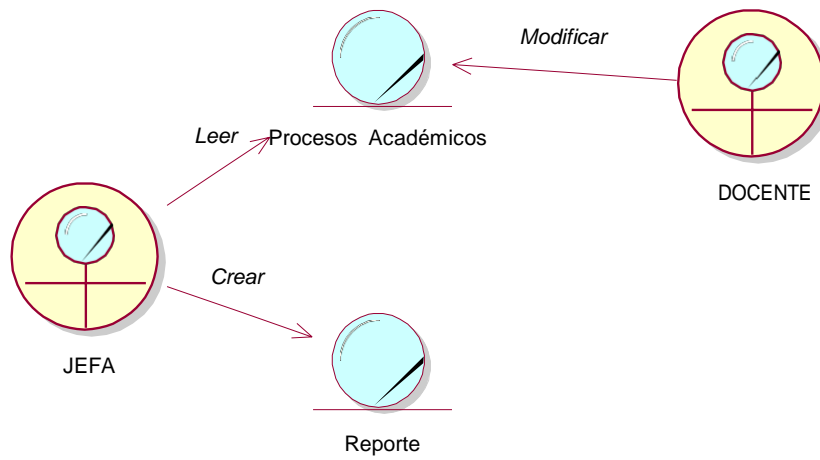 Modificar
Leer
Procesos Académicos
DOCENTE
Crear
JEFA
Reporte